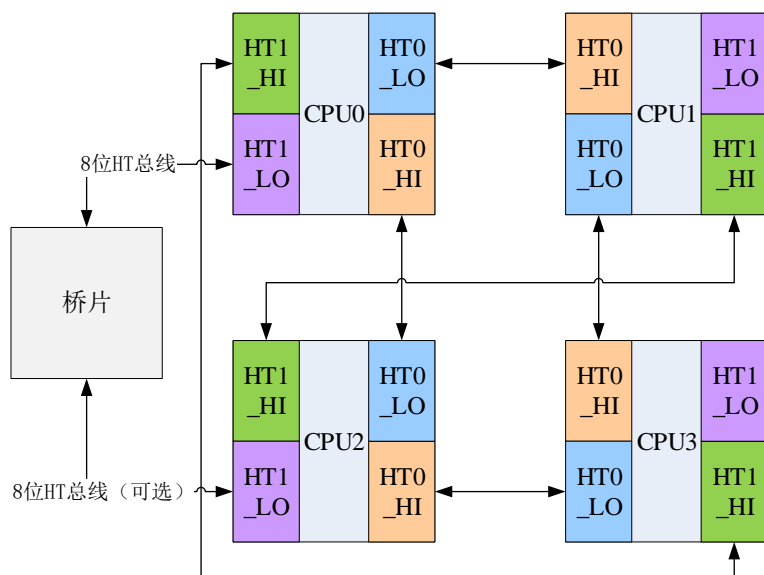 HT1
_HI
HT0
_LO
CPU0
HT1
_LO
HT0
_HI
HT0
_HI
HT1
_LO
CPU1
HT0
_LO
HT1
_HI
8位HT总线
桥片
HT1
_HI
HT0
_LO
CPU2
HT1
_LO
HT0
_HI
HT0
_HI
HT1
_LO
CPU3
HT0
_LO
HT1
_HI
8位HT总线（可选）